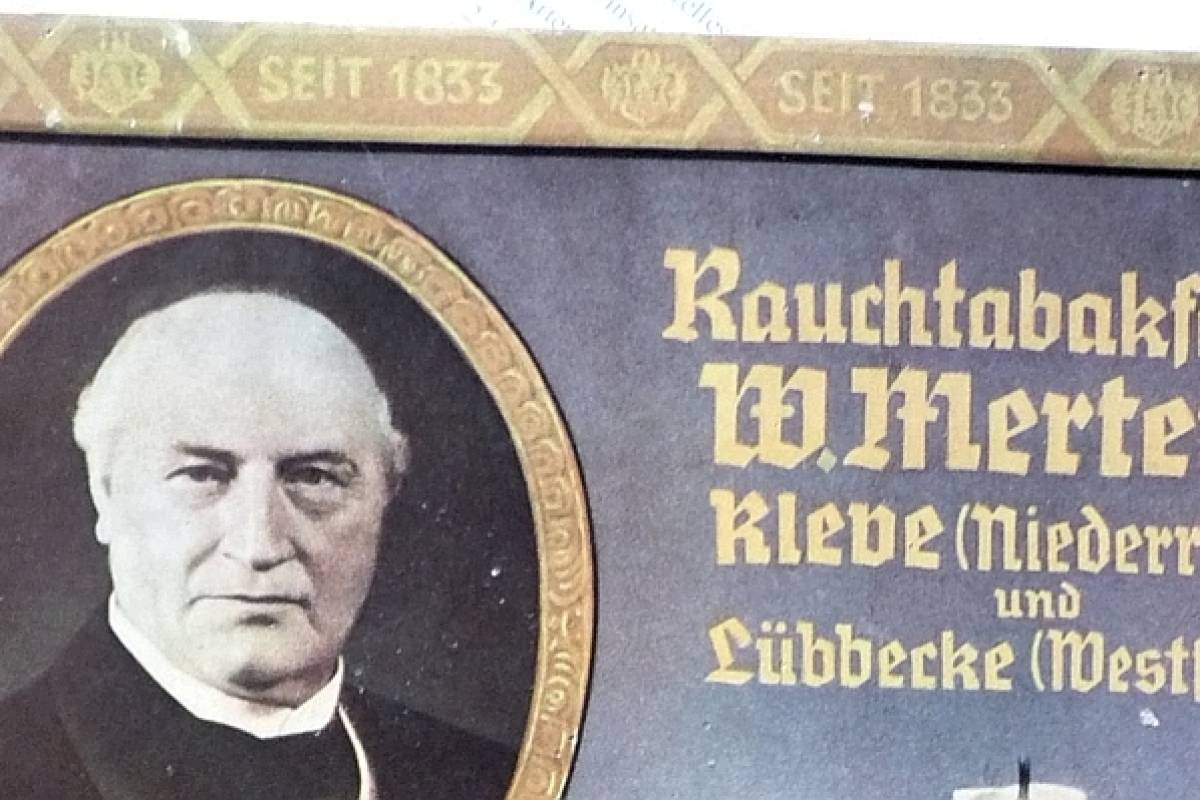 SEIT 1833 SEIT 1833
Rauchtabakf
W. Merte
Kleve (Niederr
und
Lübbecke (Westf